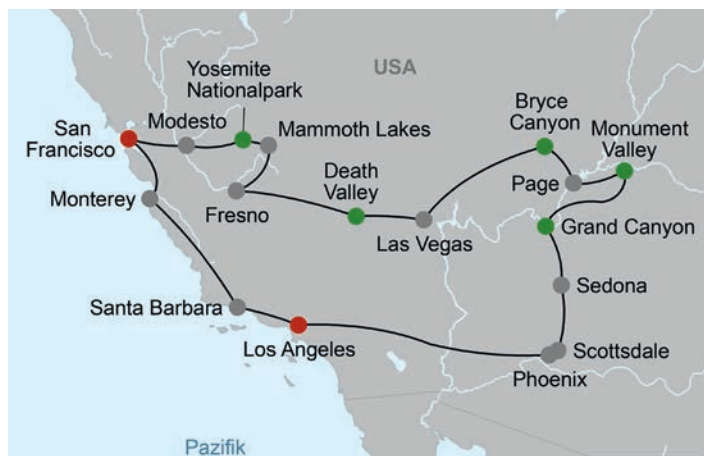 USA
Yosemite
Nationalpark
Bryce
Canyon
Monument
Valley
San
Francisco
Modesto
Mammoth Lakes
Death
Valley
Page
Monterey
Fresno
Las Vegas
Grand Canyon
Sedona
Santa Barbara
Los Angeles
Scottsdale
Phoenix
Pazifik